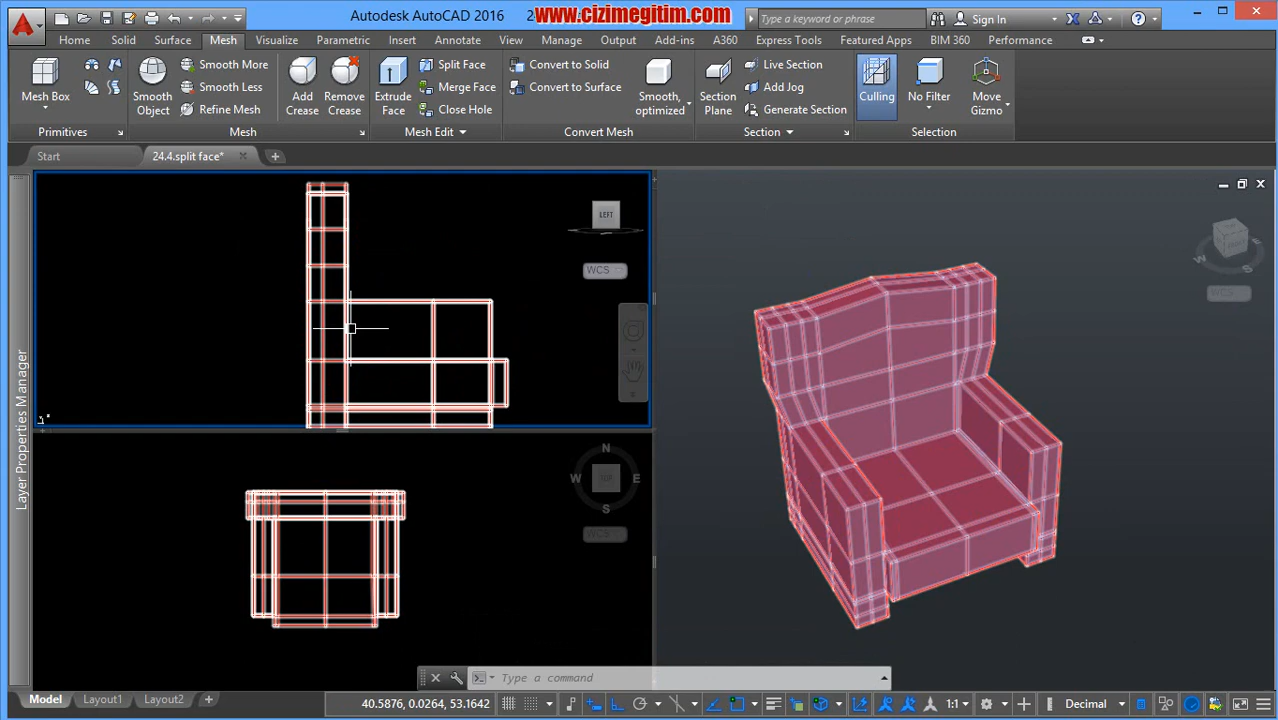 Autodesk AutoCAD 2016 2
www.cizimegitim.com
Type a keyword or phrase
Sign In
Home Solid Surface Mesh Visualize Parametric Insert Annotate View Manage Output Add-ins A360 Express Tools Featured Apps BIM 360 Performance
Mesh Box
Smooth Object
Smooth More
Smooth Less
Refine Mesh
Add Crease
Remove Crease
Extrude Face
Split Face
Merge Face
Close Hole
Convert to Solid
Convert to Surface
Smooth, optimized
Section Plane
Live Section
Add Jog
Generate Section
Culling
No Filter
Move Gizmo
Primitives Mesh Mesh Edit Convert Mesh Section Selection
Start 24.4.split face*
LEFT
WCS
N
W TOP E
S
WCS
Layer Properties Manager
Type a command
Model Layout1 Layout2
40.5876, 0.0264, 53.1642
1:1
Decimal